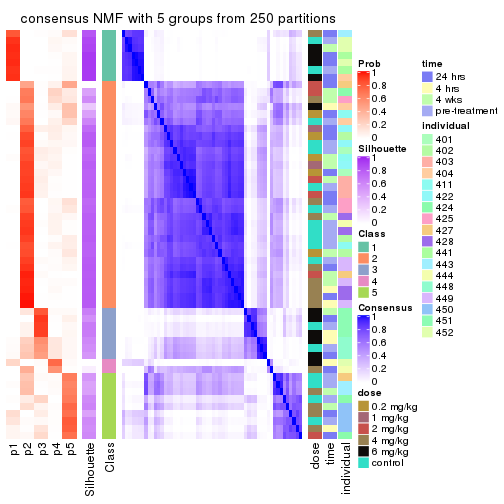 consensus NMF with 5 groups from 250 partitions
Prob
1
0.8
0.6
0.4
0.2
0
Silhouette
1
0.8
0.6
0.4
0.2
0
Class
1
2
3
4
5
Consensus
1
0.8
0.6
0.4
0.2
0
dose
0.2 mg/kg
1 mg/kg
2 mg/kg
4 mg/kg
6 mg/kg
control
time
24 hrs
4 hrs
4 wks
pre-treatment
individual
401
402
403
404
411
422
424
425
427
428
441
443
444
448
449
450
451
452
p1
p2
p3
p4
p5
Silhouette
Class
dose
time
individual